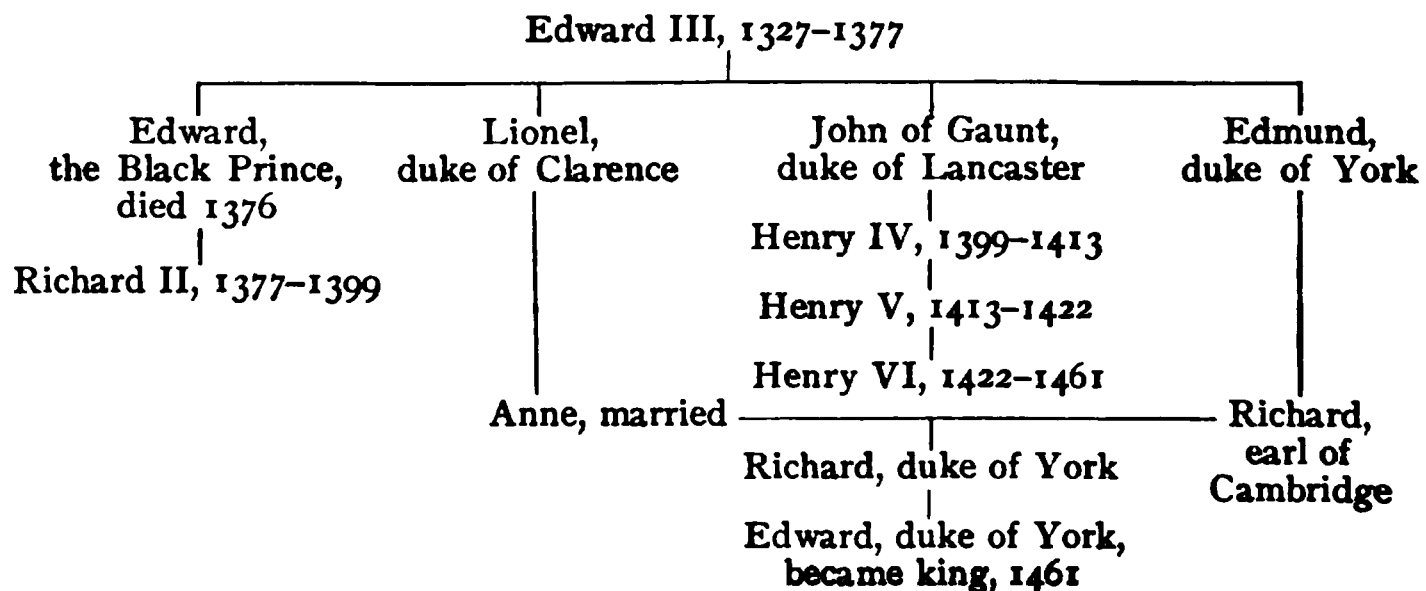 Edward III, 1327–1377
Edward,
the Black Prince,
died 1376
Richard II, 1377–1399
Lionel,
duke of Clarence
John of Gaunt,
duke of Lancaster
Henry IV, 1399–1413
Henry V, 1413–1422
Henry VI, 1422–1461
Edmund,
duke of York
Anne, married
Richard,
earl of
Cambridge
Richard, duke of York
Edward, duke of York,
became king, 1461